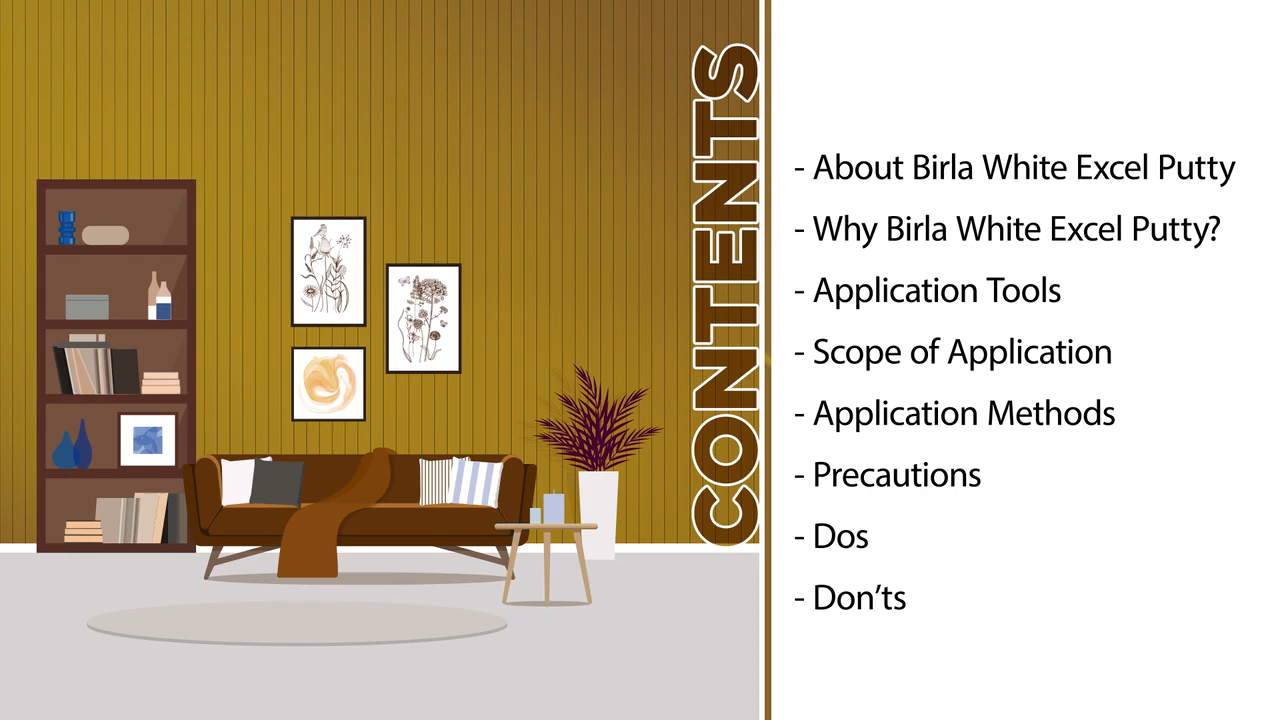 CONTENTS
- About Birla White Excel Putty
- Why Birla White Excel Putty?
- Application Tools
- Scope of Application
- Application Methods
- Precautions
- Dos
- Don’ts